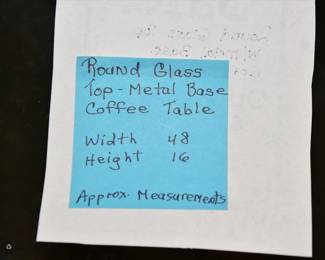 Round Glass
Top - Metal Base
Coffee Table
Width 48
Height 16
Approx. Measurements